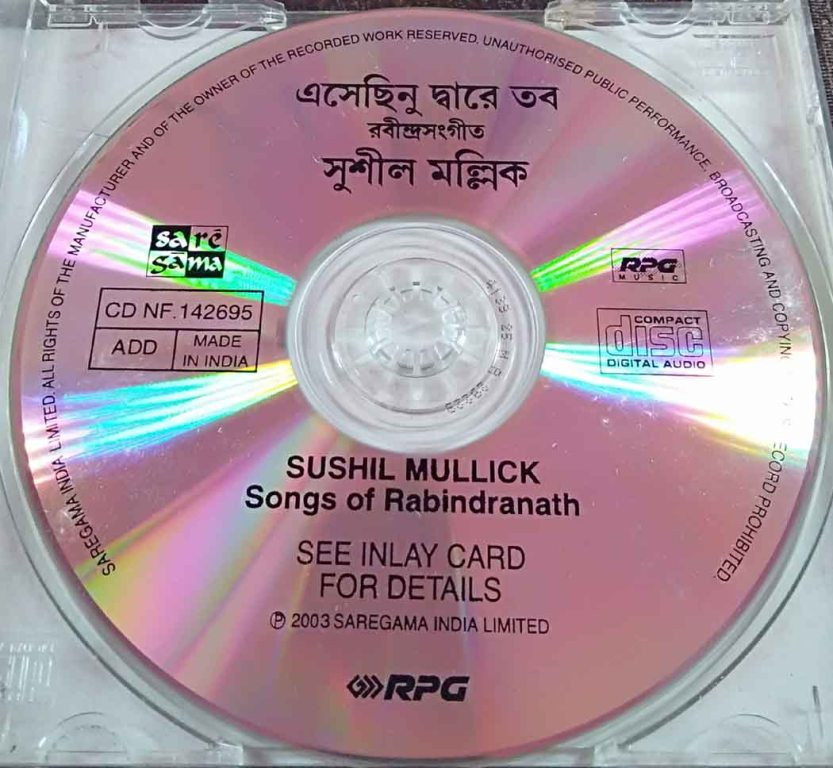 SAREGAMA INDIA LIMITED. ALL RIGHTS OF THE MANUFACTURER AND OF THE OWNER OF THE RECORDED WORK RESERVED. UNAUTHORISED PUBLIC PERFORMANCE. BROADCASTING AND COPYING RECORD PROHIBITED.
এসেছিনু দ্বারে তব
রবীন্দ্রসংগীত
সুশীল মল্লিক
sa re
sama
RPG
MUSIC
CD NF.142695
ADD
MADE
IN INDIA
COMPACT
disc
DIGITAL AUDIO
SUSHIL MULLICK
Songs of Rabindranath
SEE INLAY CARD
FOR DETAILS
℗ 2003 SAREGAMA INDIA LIMITED
RPG